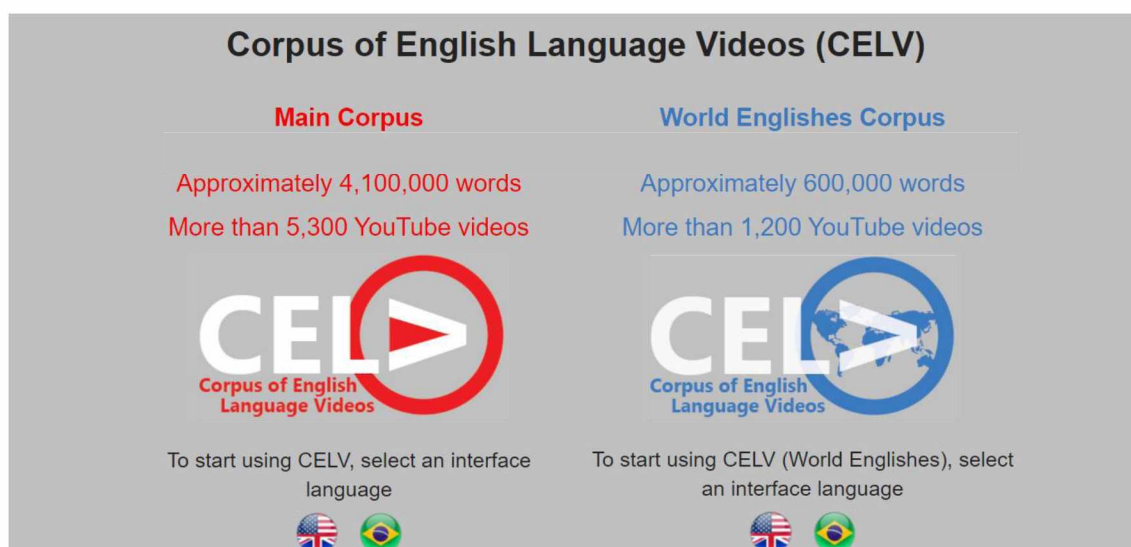 Corpus of English Language Videos (CELV)
Main Corpus
Approximately 4,100,000 words
More than 5,300 YouTube videos
CEL
Corpus of English
Language Videos
To start using CELV, select an interface
language
World Englishes Corpus
Approximately 600,000 words
More than 1,200 YouTube videos
CEL
Corpus of English
Language Videos
To start using CELV (World Englishes), select
an interface language